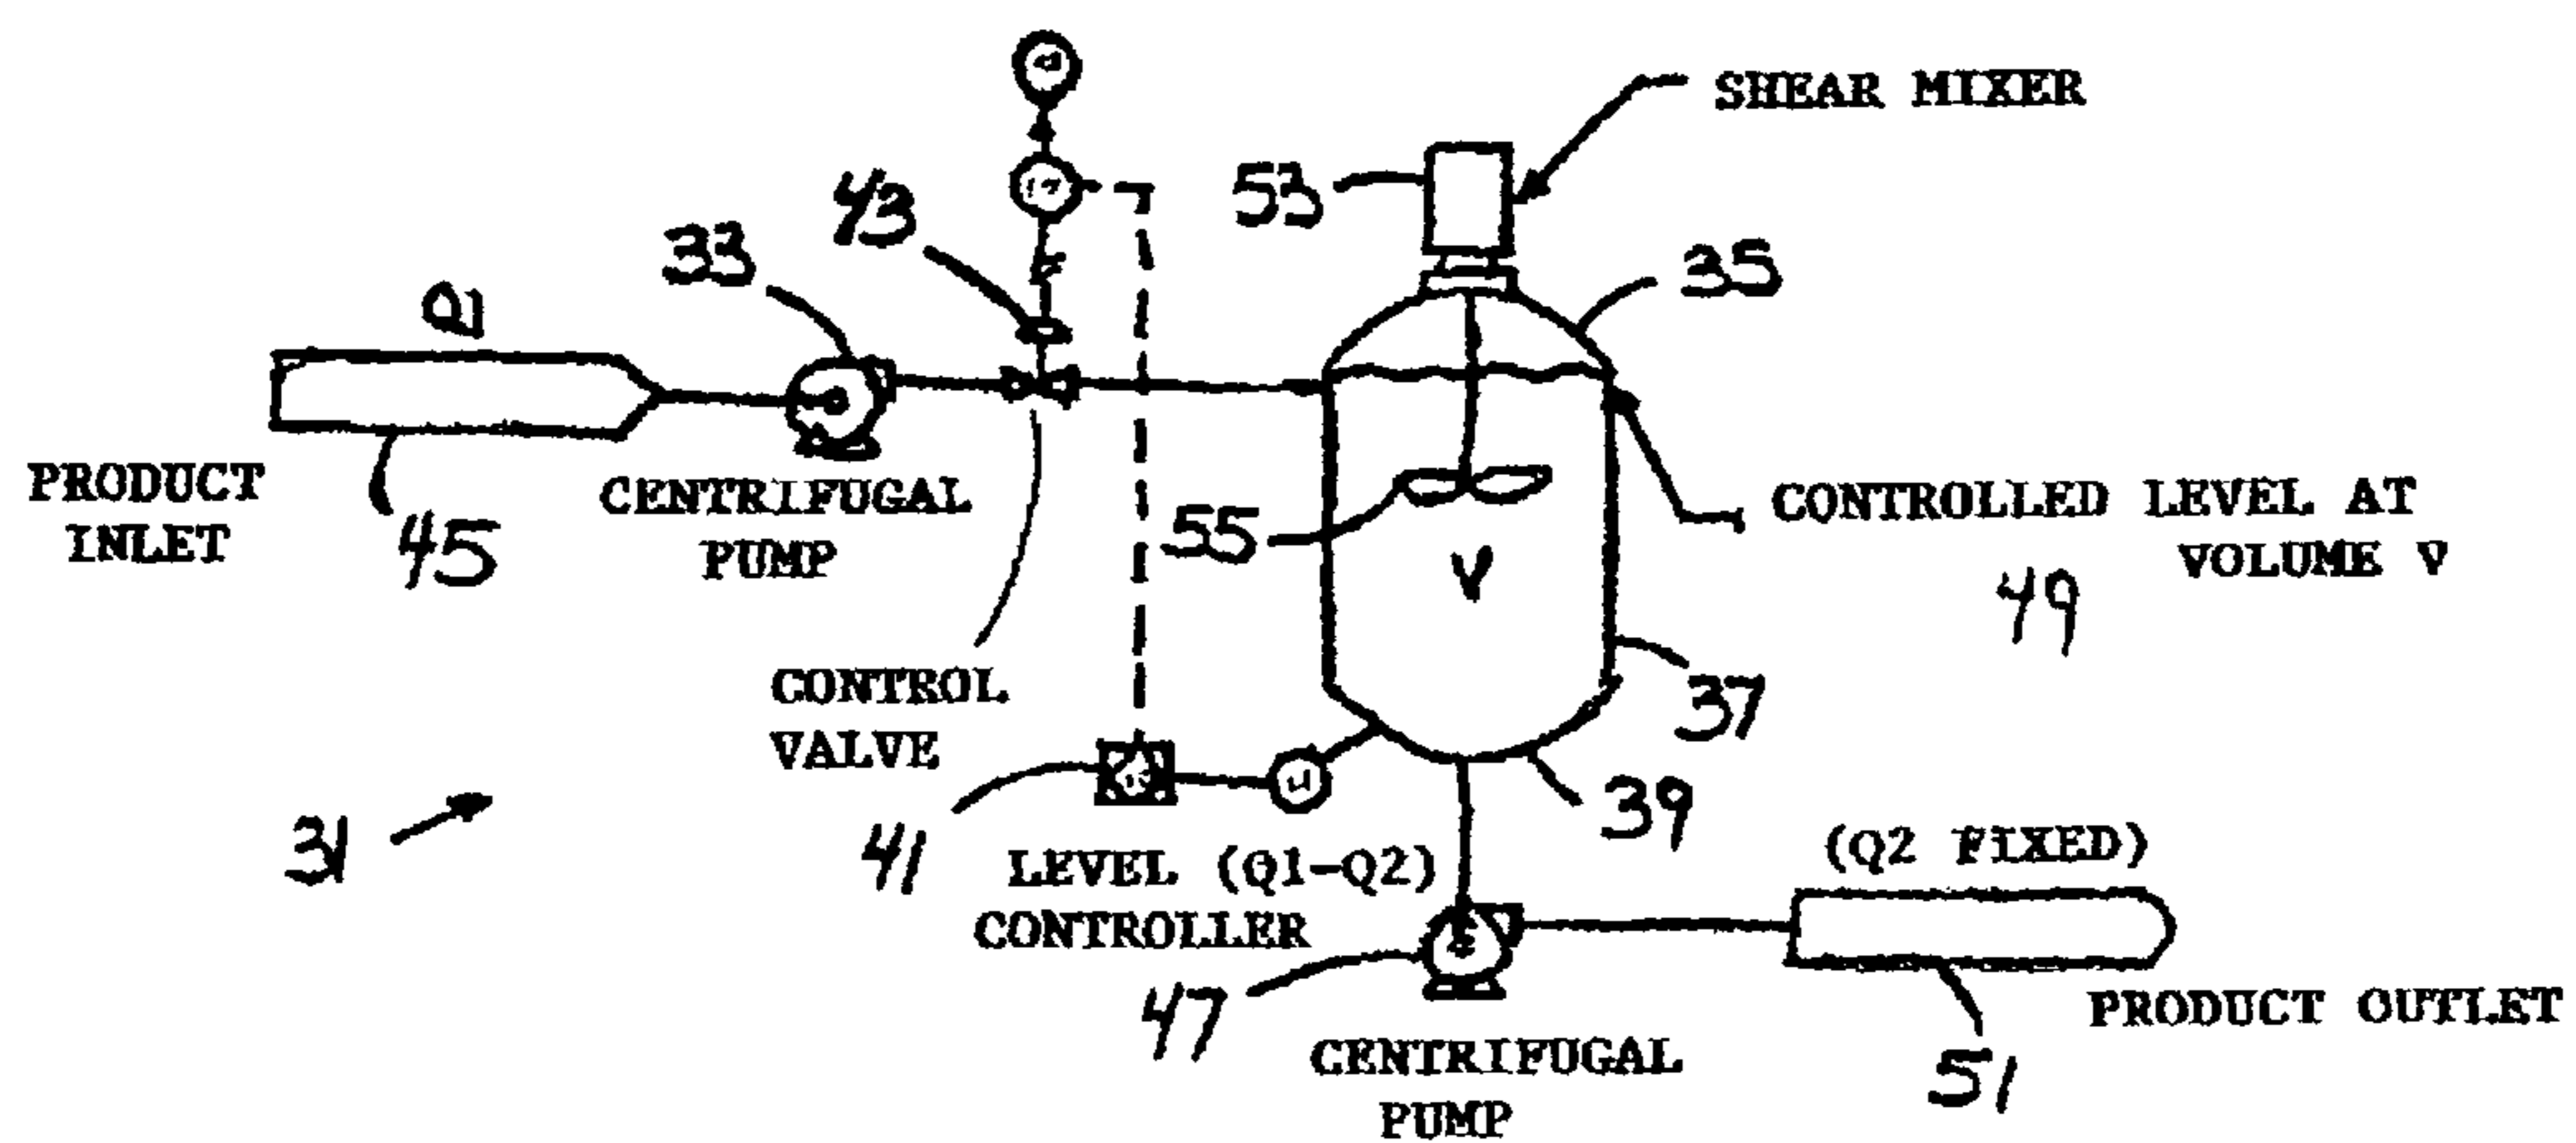 SHEAR MIXER
53
43
33
35
Q1
PRODUCT
INLET
45
CENTRIFUGAL
PUMP
55
V
CONTROLLED LEVEL AT
VOLUME V
49
CONTROL
VALVE
37
31
41
39
LEVEL (Q1-Q2)
CONTROLLER
(Q2 FIXED)
47
CENTRIFUGAL
PUMP
PRODUCT OUTLET
51